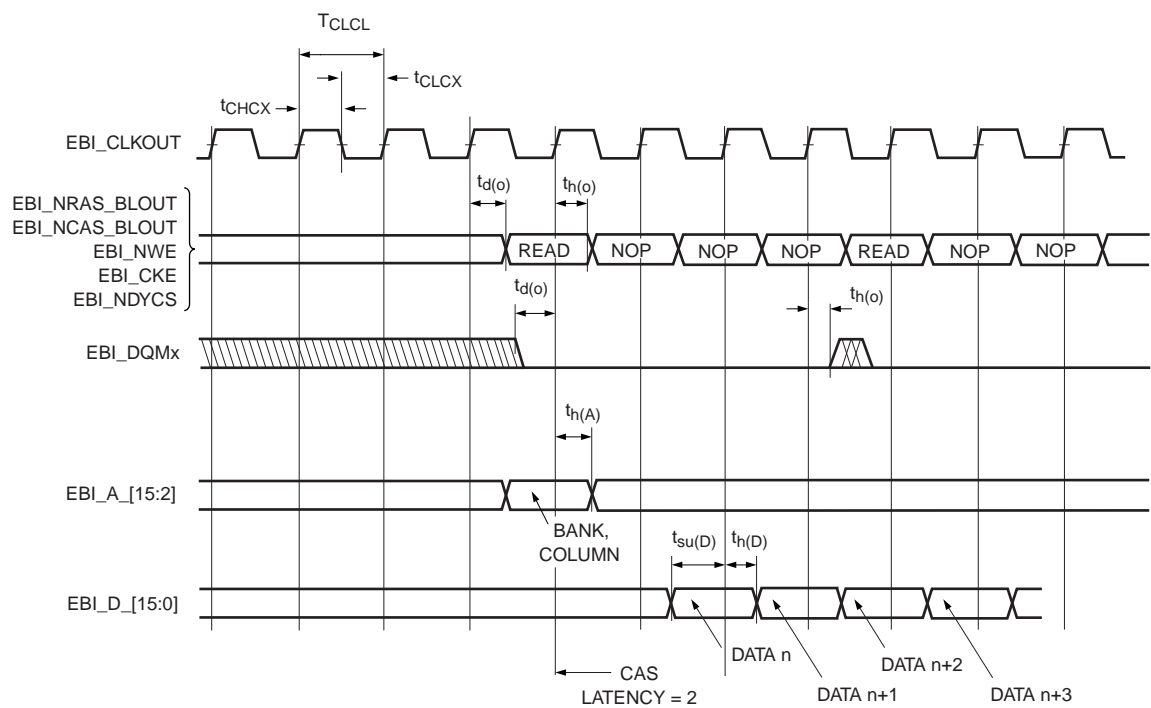 TCLCL
tCLCX
tCHCX
EBI_CLKOUT
td(o)
th(o)
EBI_NRAS_BLOUT
EBI_NCAS_BLOUT
EBI_NWE
EBI_CKE
EBI_NDYCS
READ
NOP
NOP
NOP
READ
NOP
NOP
td(o)
th(o)
EBI_DQMx
th(A)
EBI_A_[15:2]
BANK,
COLUMN
tsu(D)
th(D)
EBI_D_[15:0]
DATA n
DATA n+2
DATA n+1
DATA n+3
CAS
LATENCY = 2